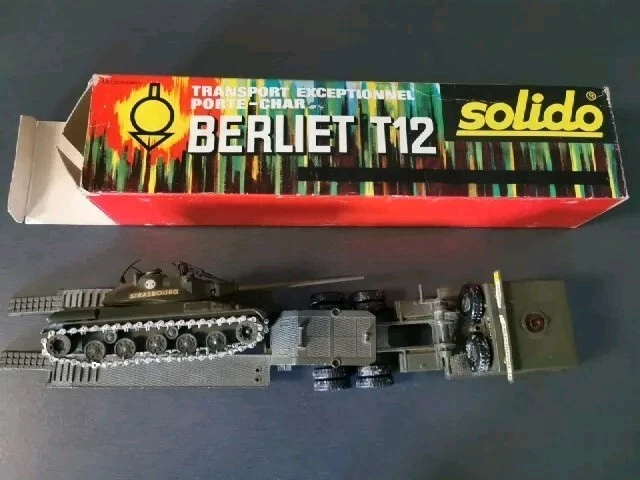 TRANSPORT EXCEPTIONNEL
PORTE-CHAR
BERLIET T12
solido®
STRASBOURG